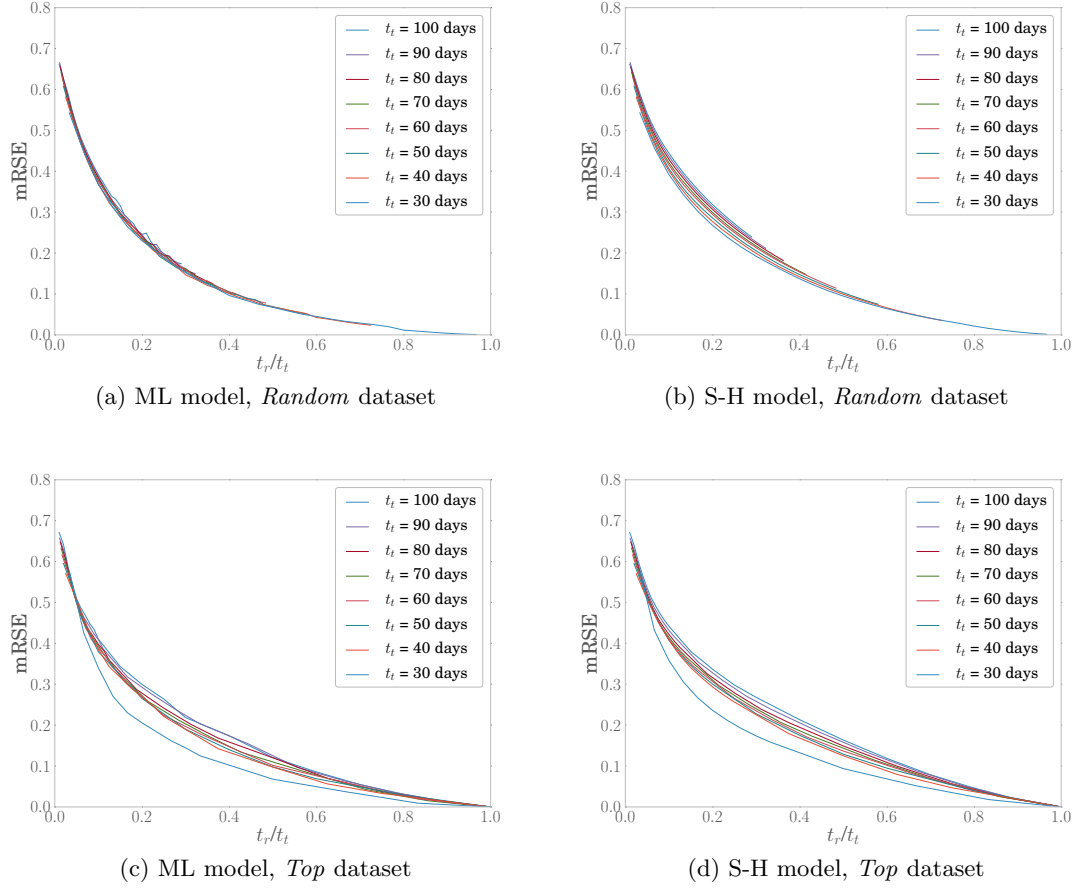 0.8
0.7
0.6
0.5
0.4
0.3
0.2
0.1
0.0
mRSE
0.0 0.2 0.4 0.6 0.8 1.0
t_r/t_t
t_t = 100 days
t_t = 90 days
t_t = 80 days
t_t = 70 days
t_t = 60 days
t_t = 50 days
t_t = 40 days
t_t = 30 days
(a) ML model, Random dataset
0.8
0.7
0.6
0.5
0.4
0.3
0.2
0.1
0.0
mRSE
0.0 0.2 0.4 0.6 0.8 1.0
t_r/t_t
t_t = 100 days
t_t = 90 days
t_t = 80 days
t_t = 70 days
t_t = 60 days
t_t = 50 days
t_t = 40 days
t_t = 30 days
(b) S-H model, Random dataset
0.8
0.7
0.6
0.5
0.4
0.3
0.2
0.1
0.0
mRSE
0.0 0.2 0.4 0.6 0.8 1.0
t_r/t_t
t_t = 100 days
t_t = 90 days
t_t = 80 days
t_t = 70 days
t_t = 60 days
t_t = 50 days
t_t = 40 days
t_t = 30 days
(c) ML model, Top dataset
0.8
0.7
0.6
0.5
0.4
0.3
0.2
0.1
0.0
mRSE
0.0 0.2 0.4 0.6 0.8 1.0
t_r/t_t
t_t = 100 days
t_t = 90 days
t_t = 80 days
t_t = 70 days
t_t = 60 days
t_t = 50 days
t_t = 40 days
t_t = 30 days
(d) S-H model, Top dataset